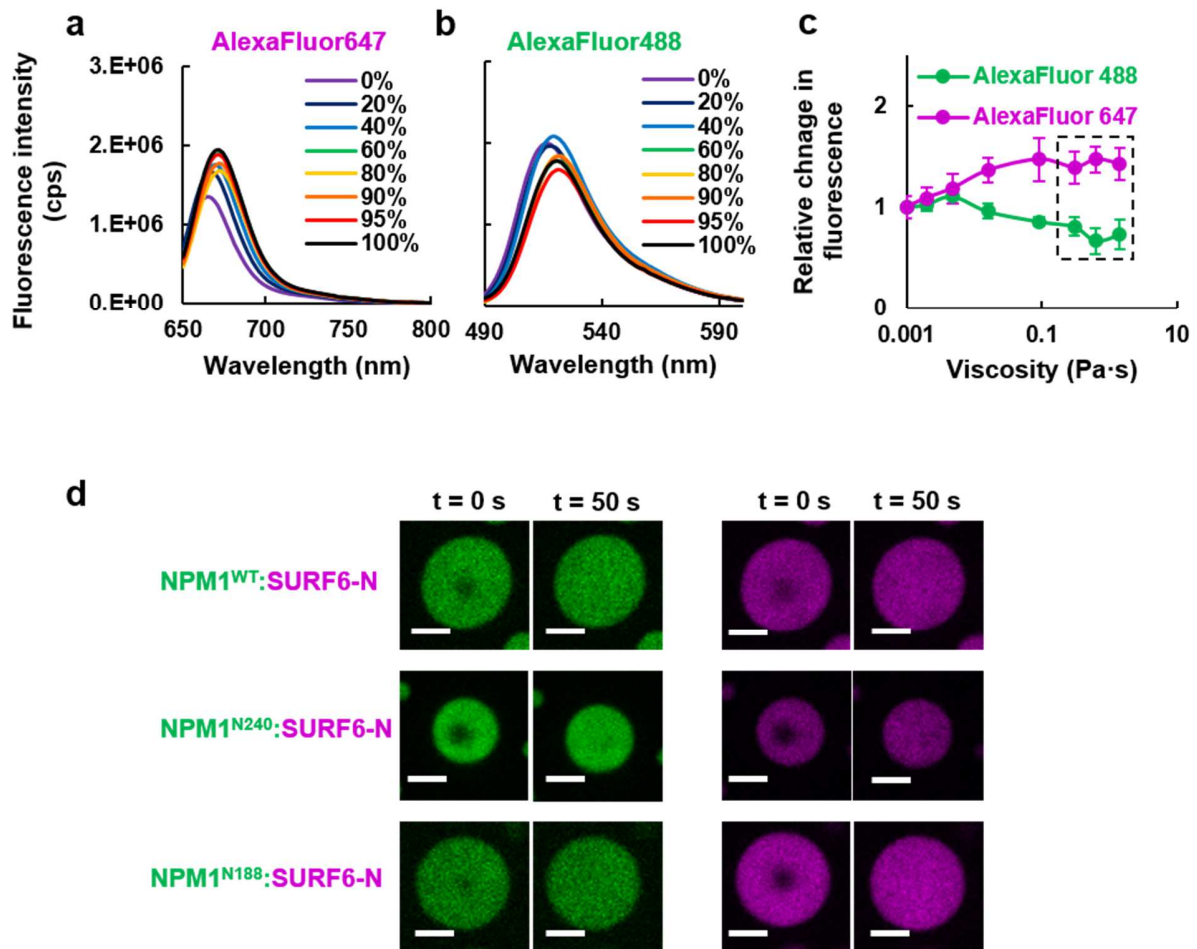 a
AlexaFluor647
Fluorescence intensity
(cps)
3.E+06
2.E+06
1.E+06
0.E+00
0%
20%
40%
60%
80%
90%
95%
100%
650
700
750
800
Wavelength (nm)
b
AlexaFluor488
0%
20%
40%
60%
80%
90%
95%
100%
490
540
590
Wavelength (nm)
c
Relative chnage in
fluorescence
2
1
0
AlexaFluor 488
AlexaFluor 647
0.001
0.1
10
Viscosity (Pa·s)
d
t = 0 s
t = 50 s
t = 0 s
t = 50 s
NPM1WT:SURF6-N
NPM1N240:SURF6-N
NPM1N188:SURF6-N